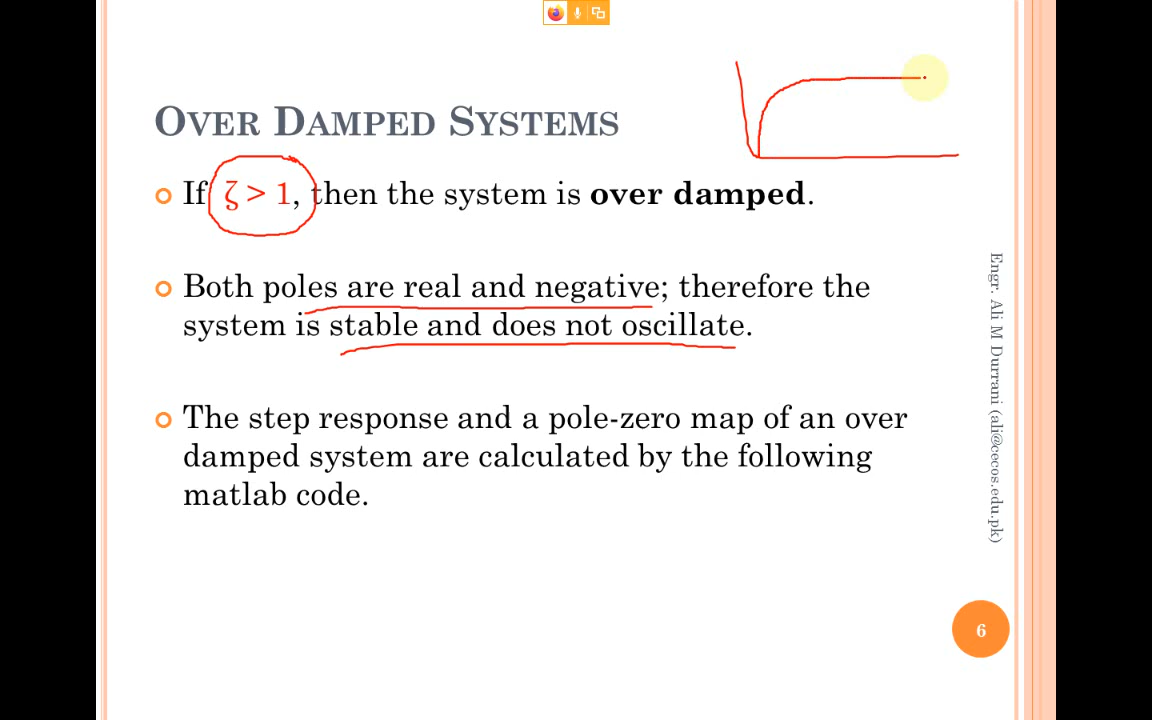 OVER DAMPED SYSTEMS
If ζ > 1, then the system is over damped.
Both poles are real and negative; therefore the
system is stable and does not oscillate.
The step response and a pole-zero map of an over
damped system are calculated by the following
matlab code.
Engr. Ali M Durrani (ali@cecos.edu.pk)
6